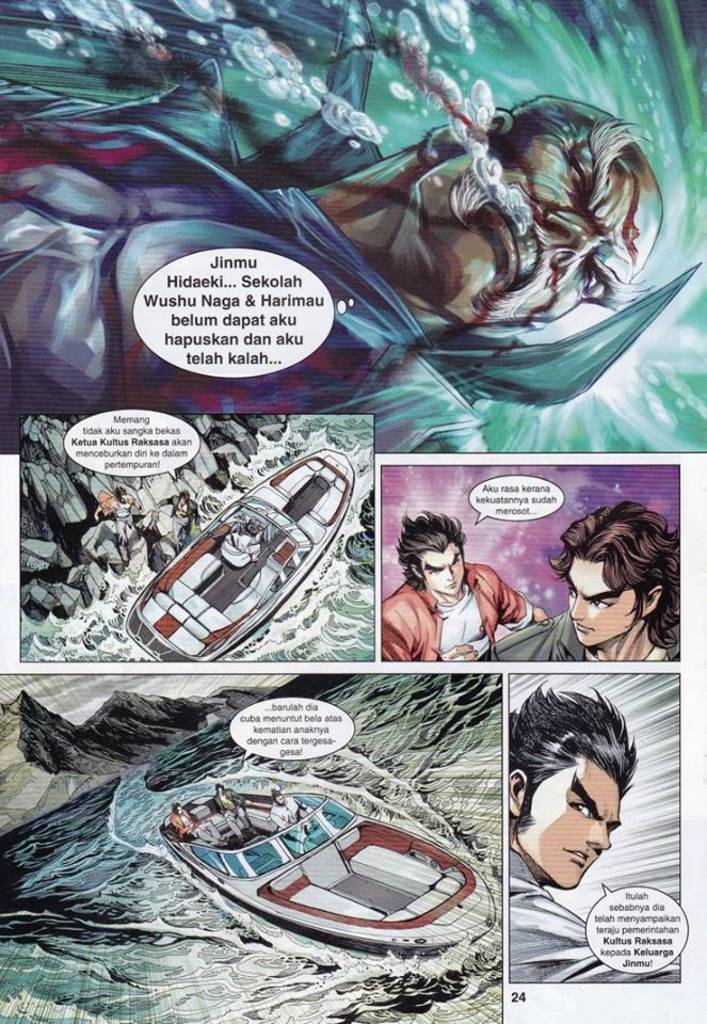 Jinmu
Hidaeki... Sekolah
Wushu Naga & Harimau
belum dapat aku
hapuskan dan aku
telah kalah...
Memang
tidak aku sangka bekas
Ketua Kultus Raksasa akan
menceburkan diri ke dalam
pertempuran!
Aku rasa kerana
kekuatannya sudah
merosot...
...barulah dia
cuba menuntut bela atas
kematian anaknya
dengan cara tergesa-
gesa!
Itulah
sebabnya dia
telah menyampaikan
teraju pemerintahan
Kultus Raksasa
kepada Keluarga
Jinmu!
24